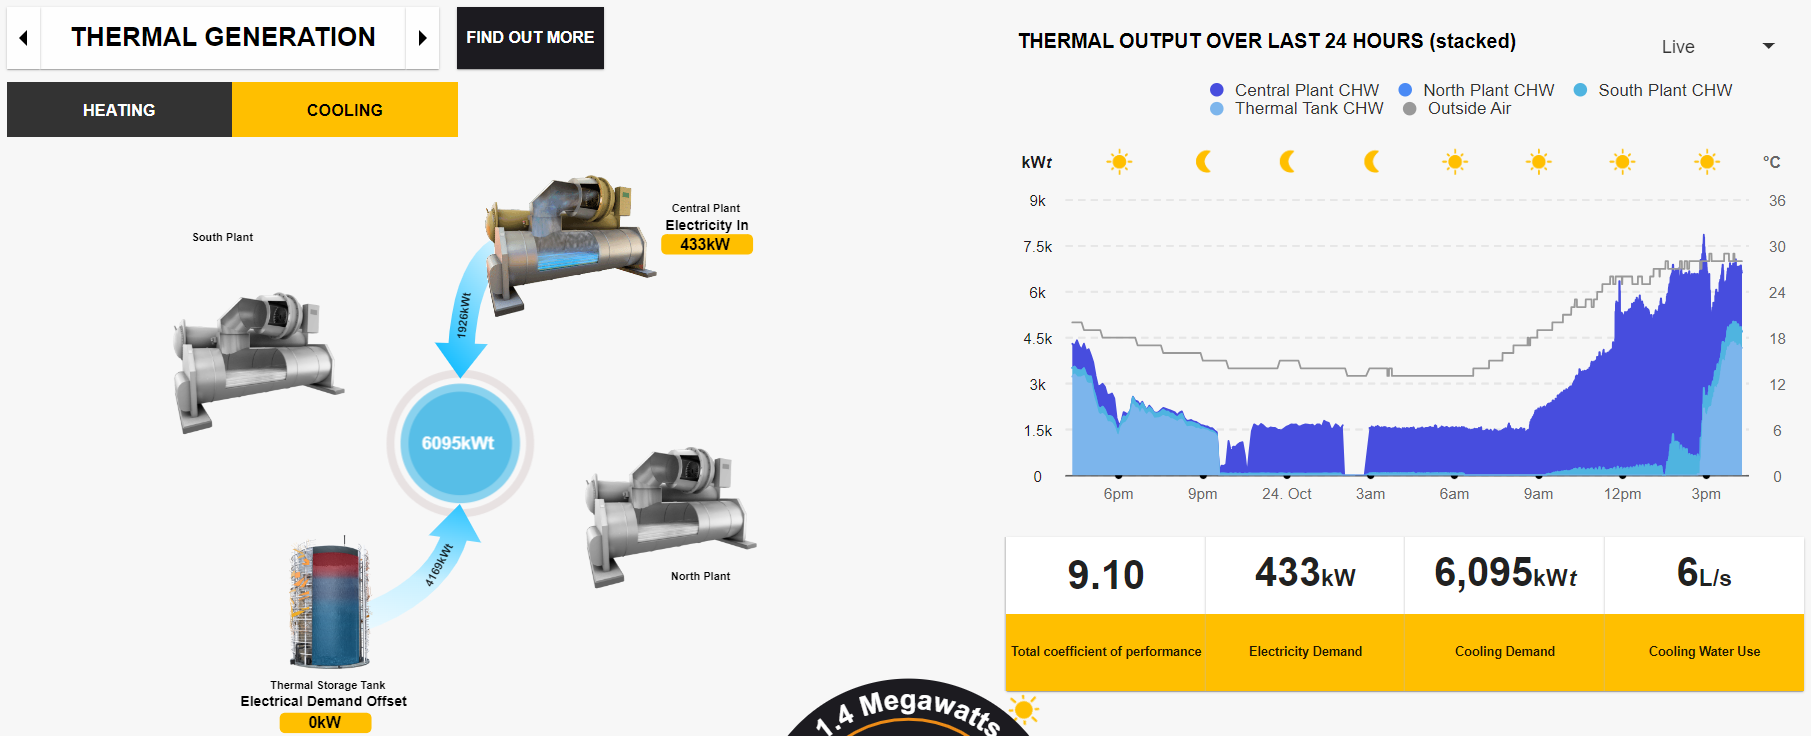 THERMAL GENERATION
FIND OUT MORE
HEATING
COOLING
South Plant
Central Plant
Electricity In
433kW
1926kWt
6095kWt
4169kWt
North Plant
Thermal Storage Tank
Electrical Demand Offset
0kW
1.4 Megawatts
THERMAL OUTPUT OVER LAST 24 HOURS (stacked)
Live
Central Plant CHW North Plant CHW South Plant CHW
Thermal Tank CHW Outside Air
kWt °C
9k 36
7.5k 30
6k 24
4.5k 18
3k 12
1.5k 6
0 0
6pm 9pm 24. Oct 3am 6am 9am 12pm 3pm
9.10 433kW 6,095kWt 6L/s
Total coefficient of performance Electricity Demand Cooling Demand Cooling Water Use